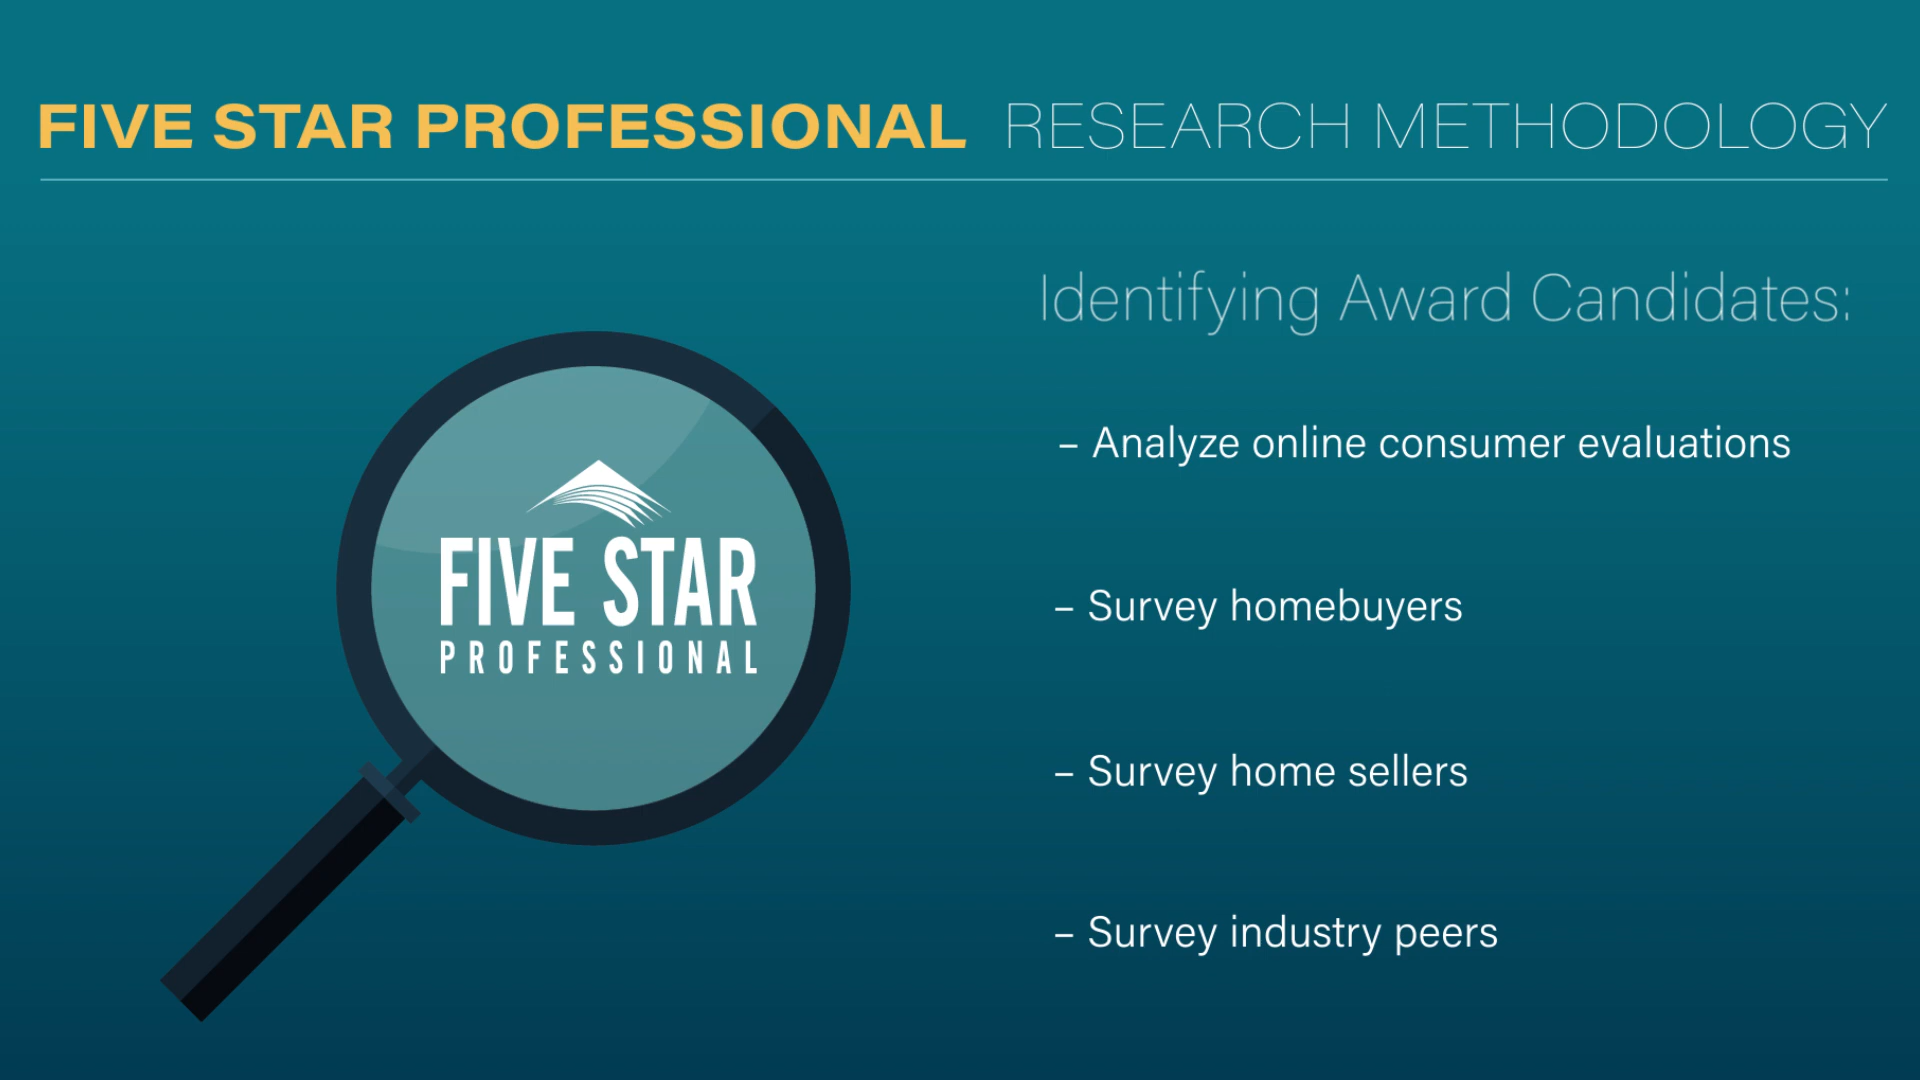 FIVE STAR PROFESSIONAL RESEARCH METHODOLOGY
FIVE STAR
PROFESSIONAL
Identifying Award Candidates:
– Analyze online consumer evaluations
– Survey homebuyers
– Survey home sellers
– Survey industry peers